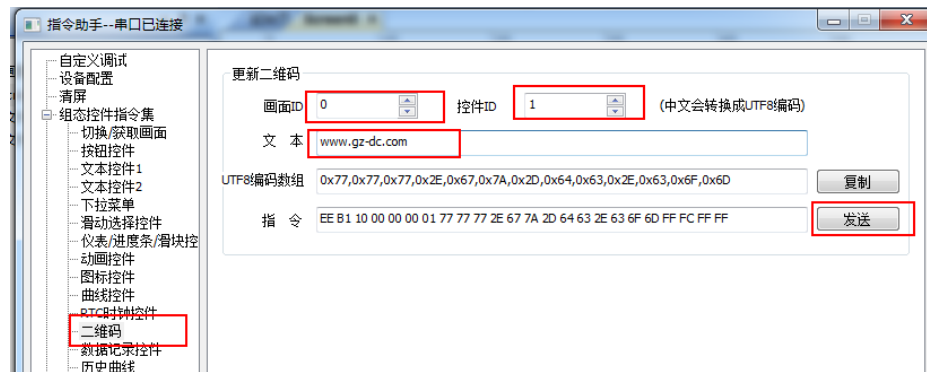 指令助手--串口已连接
自定义调试
设备配置
清屏
组态控件指令集
切换/获取画面
按钮控件
文本控件1
文本控件2
下拉菜单
滑动选择控件
仪表/进度条/滑块控
动画控件
图标控件
曲线控件
RTC时钟控件
二维码
数据记录控件
历史曲线
更新二维码
画面ID 0 控件ID 1 (中文会转换成UTF8编码)
文 本 www.gz-dc.com
UTF8编码数组 0x77,0x77,0x77,0x2E,0x67,0x7A,0x2D,0x64,0x63,0x2E,0x63,0x6F,0x6D 复制
指 令 EE B1 10 00 00 00 01 77 77 77 2E 67 7A 2D 64 63 2E 63 6F 6D FF FC FF FF 发送